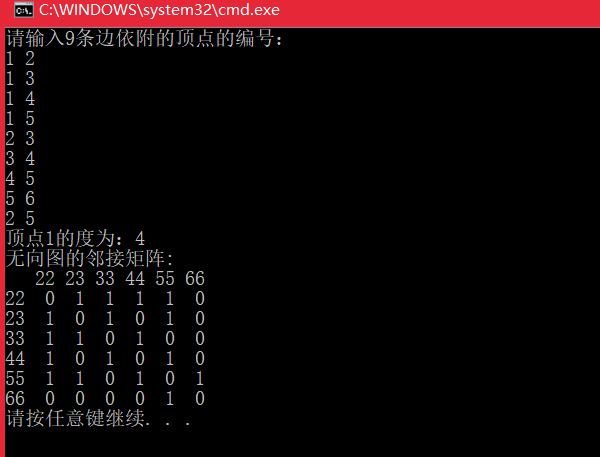 C:\WINDOWS\system32\cmd.exe
请输入9条边依附的顶点的编号：
1 2
1 3
1 4
1 5
2 3
3 4
4 5
5 6
2 5
顶点1的度为：4
无向图的邻接矩阵:
22 23 33 44 55 66
22 0 1 1 1 1 0
23 1 0 1 0 1 0
33 1 1 0 1 0 0
44 1 0 1 0 1 0
55 1 1 0 1 0 1
66 0 0 0 0 1 0
请按任意键继续. . .